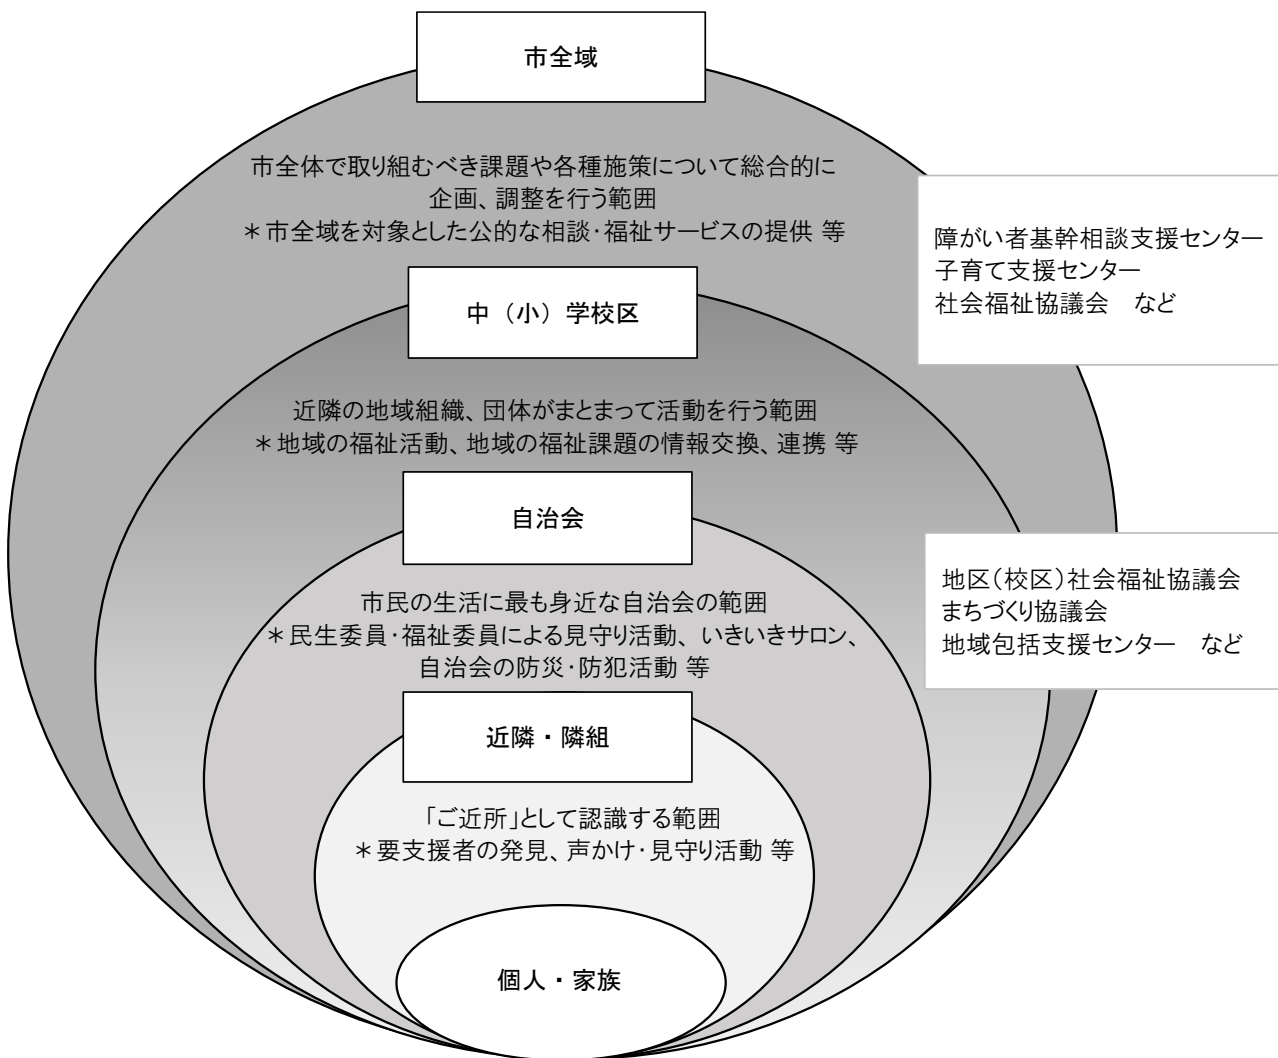 市全域
市全体で取り組むべき課題や各種施策について総合的に
企画、調整を行う範囲
＊市全域を対象とした公的な相談・福祉サービスの提供 等
障がい者基幹相談支援センター
子育て支援センター
社会福祉協議会　など
中（小）学校区
近隣の地域組織、団体がまとまって活動を行う範囲
＊地域の福祉活動、地域の福祉課題の情報交換、連携 等
自治会
市民の生活に最も身近な自治会の範囲
＊民生委員・福祉委員による見守り活動、いきいきサロン、
自治会の防災・防犯活動 等
地区（校区）社会福祉協議会
まちづくり協議会
地域包括支援センター　など
近隣・隣組
「ご近所」として認識する範囲
＊要支援者の発見、声かけ・見守り活動 等
個人・家族